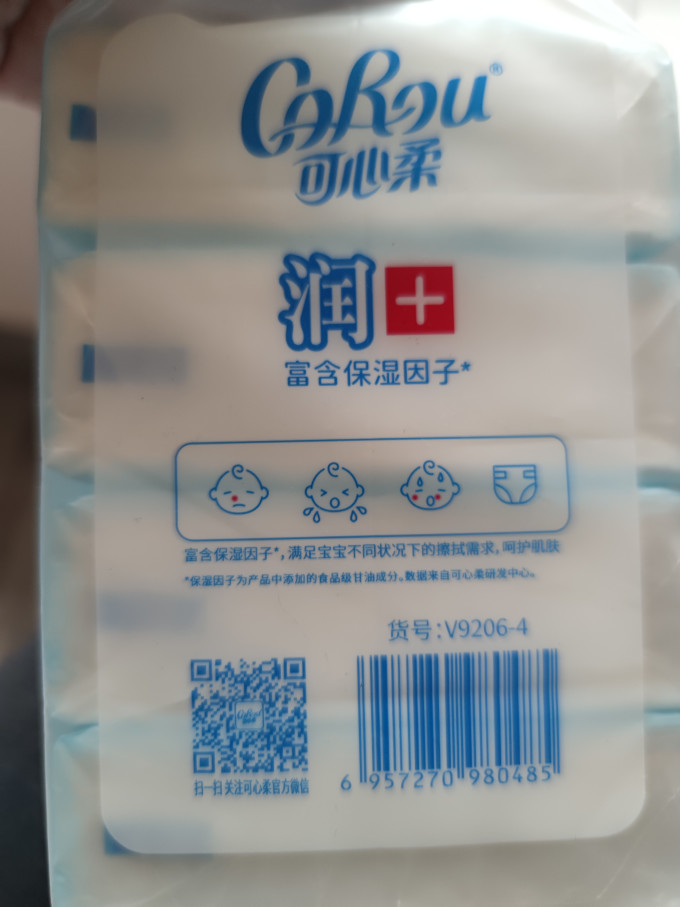 CoRou®
可心柔
润+
富含保湿因子*
富含保湿因子*，满足宝宝不同状况下的擦拭需求，呵护肌肤
*保湿因子为产品中添加的食品级甘油成分。数据来自可心柔研发中心。
货号：V9206-4
扫一扫 关注可心柔官方微信
6 957270 980485